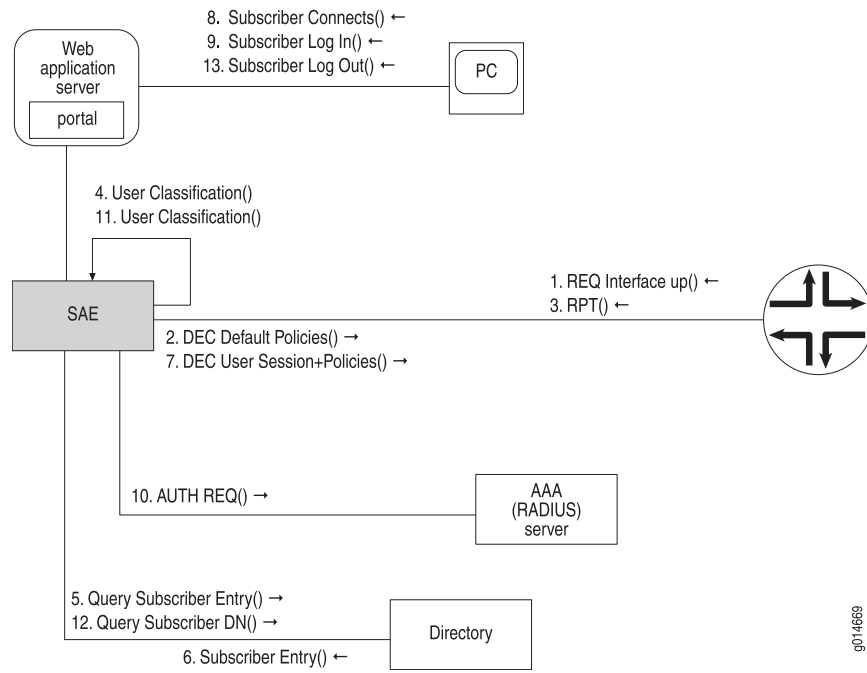 8. Subscriber Connects() ←
9. Subscriber Log In() ←
13. Subscriber Log Out() ←
Web
application
server
portal
PC
4. User Classification()
11. User Classification()
1. REQ Interface up() ←
3. RPT() ←
SAE
2. DEC Default Policies() →
7. DEC User Session+Policies() →
10. AUTH REQ() →
AAA
(RADIUS)
server
5. Query Subscriber Entry() →
12. Query Subscriber DN() →
6. Subscriber Entry() ←
Directory
g014669